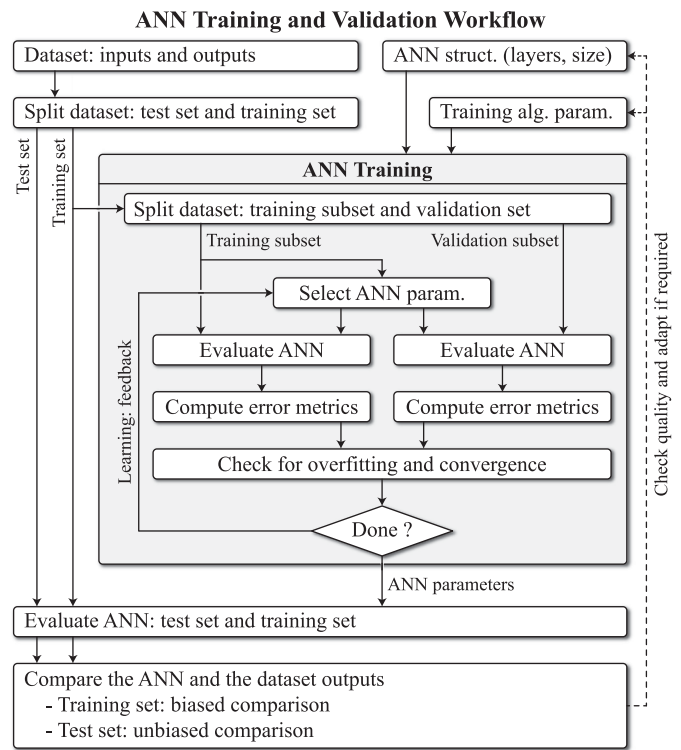 ANN Training and Validation Workflow
Dataset: inputs and outputs
ANN struct. (layers, size)
Split dataset: test set and training set
Training alg. param.
Test set
Training set
ANN Training
Split dataset: training subset and validation set
Training subset
Validation subset
Select ANN param.
Evaluate ANN
Evaluate ANN
Compute error metrics
Compute error metrics
Check for overfitting and convergence
Learning: feedback
Done ?
ANN parameters
Check quality and adapt if required
Evaluate ANN: test set and training set
Compare the ANN and the dataset outputs
- Training set: biased comparison
- Test set: unbiased comparison